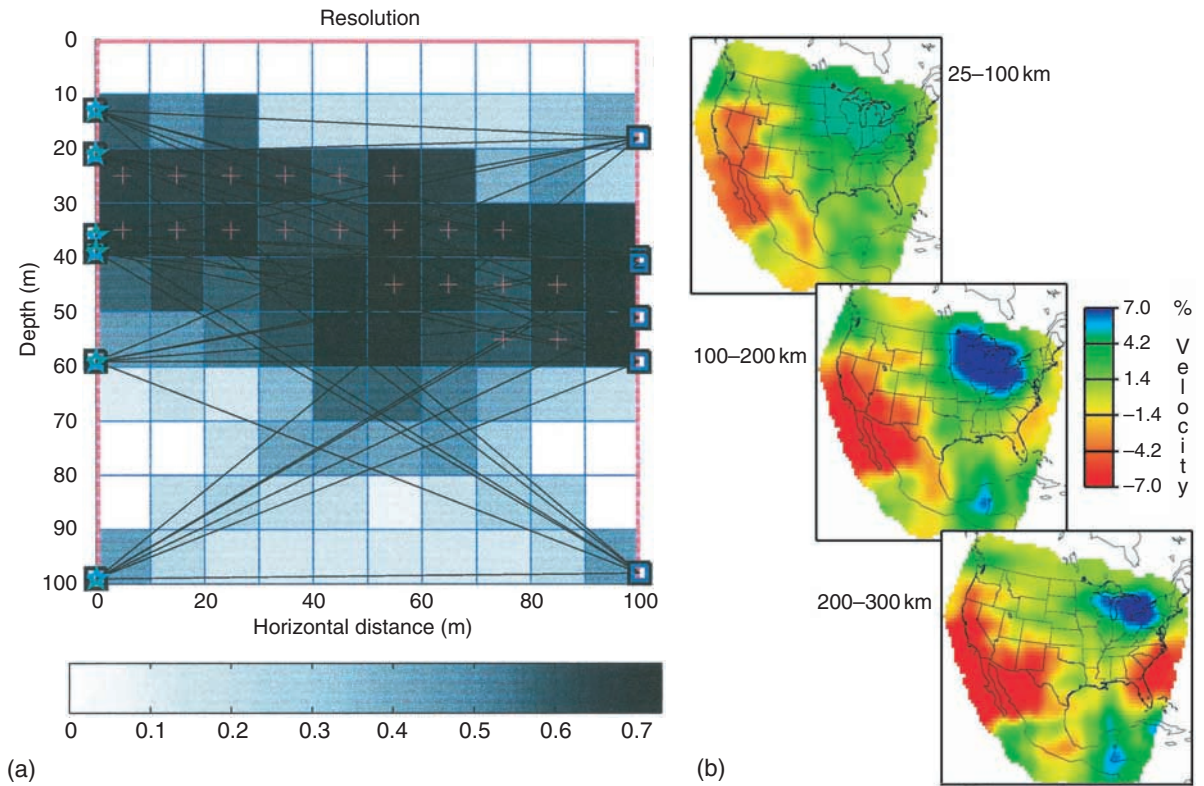 Resolution
0
10
20
30
40
50
60
70
80
90
100
Depth (m)
0 20 40 60 80 100
Horizontal distance (m)
0 0.1 0.2 0.3 0.4 0.5 0.6 0.7
(a)
25–100 km
100–200 km
200–300 km
7.0 %
4.2
1.4
–1.4
–4.2
–7.0
Velocity
(b)